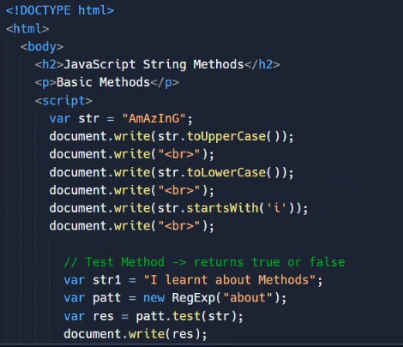 <!DOCTYPE html>
<html>
<body>
<h2>JavaScript String Methods</h2>
<p>Basic Methods</p>
<script>
var str = "AmAzInG";
document.write(str.toUpperCase());
document.write("<br>");
document.write(str.toLowerCase());
document.write("<br>");
document.write(str.startsWith('i'));
document.write("<br>");
// Test Method -> returns true or false
var str1 = "I learnt about Methods";
var patt = new RegExp("about");
var res = patt.test(str);
document.write(res);